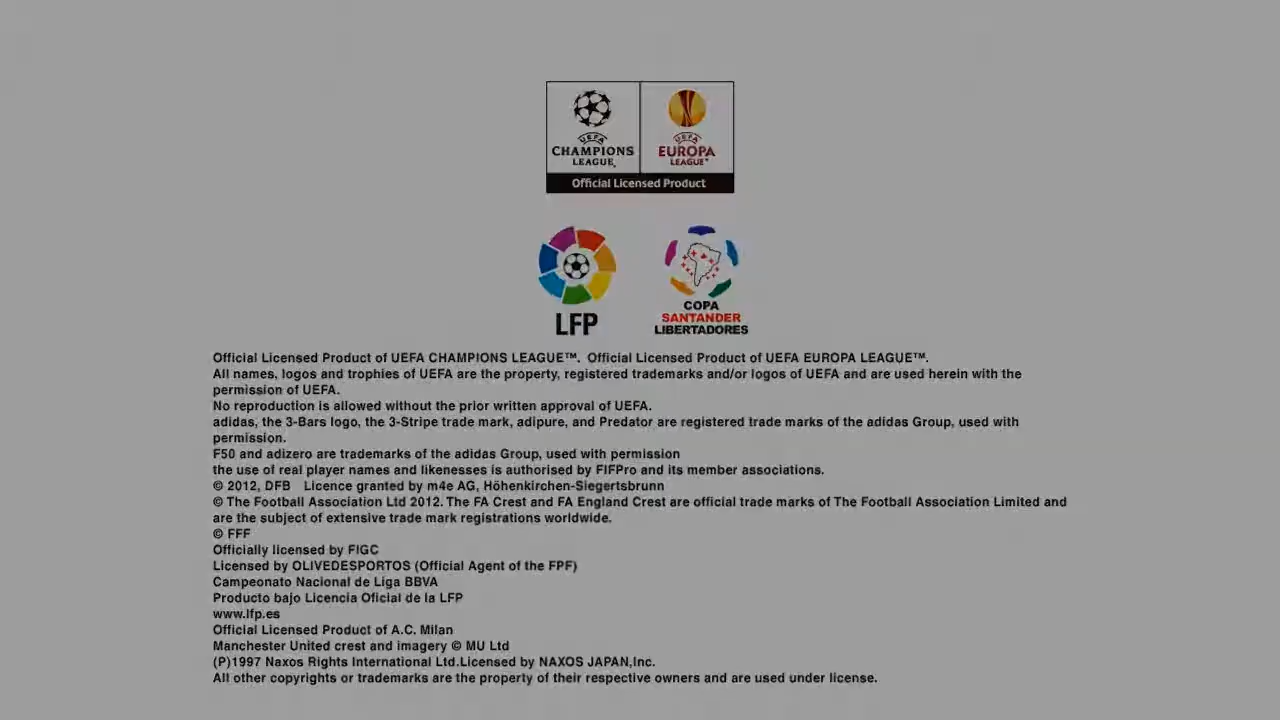 UEFA
CHAMPIONS
LEAGUE
UEFA
EUROPA
LEAGUE™
Official Licensed Product
LFP
COPA
SANTANDER
LIBERTADORES
Official Licensed Product of UEFA CHAMPIONS LEAGUE™.  Official Licensed Product of UEFA EUROPA LEAGUE™.
All names, logos and trophies of UEFA are the property, registered trademarks and/or logos of UEFA and are used herein with the
permission of UEFA.
No reproduction is allowed without the prior written approval of UEFA.
adidas, the 3-Bars logo, the 3-Stripe trade mark, adipure, and Predator are registered trade marks of the adidas Group, used with
permission.
F50 and adizero are trademarks of the adidas Group, used with permission
the use of real player names and likenesses is authorised by FIFPro and its member associations.
© 2012, DFB   Licence granted by m4e AG, Höhenkirchen-Siegertsbrunn
© The Football Association Ltd 2012. The FA Crest and FA England Crest are official trade marks of The Football Association Limited and
are the subject of extensive trade mark registrations worldwide.
© FFF
Officially licensed by FIGC
Licensed by OLIVEDESPORTOS (Official Agent of the FPF)
Campeonato Nacional de Liga BBVA
Producto bajo Licencia Oficial de la LFP
www.lfp.es
Official Licensed Product of A.C. Milan
Manchester United crest and imagery © MU Ltd
(P)1997 Naxos Rights International Ltd.Licensed by NAXOS JAPAN,Inc.
All other copyrights or trademarks are the property of their respective owners and are used under license.